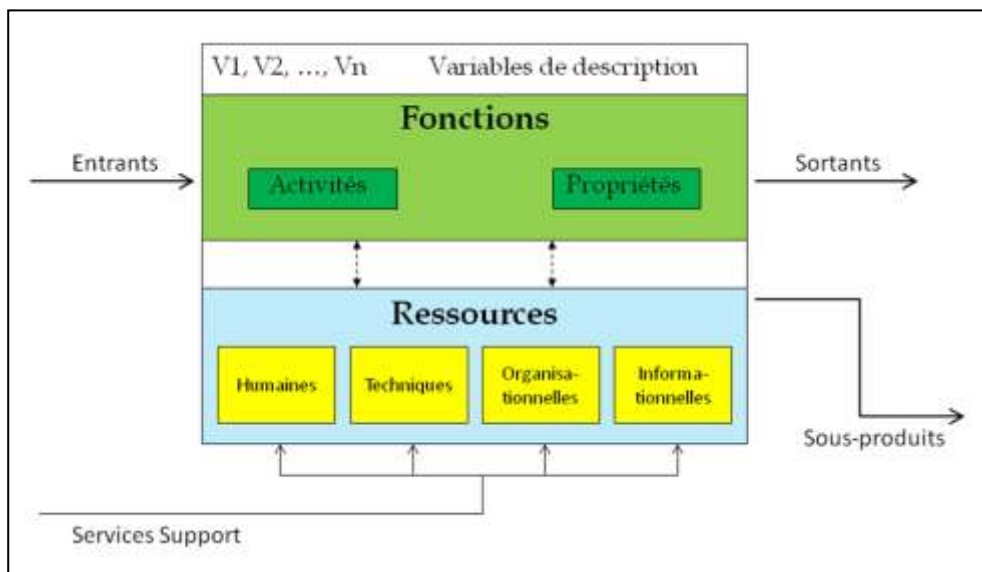 V1, V2, …, Vn Variables de description
Fonctions
Entrants
Activités
Propriétés
Sortants
Ressources
Humaines
Techniques
Organisa-
tionnelles
Informa-
tionnelles
Sous-produits
Services Support